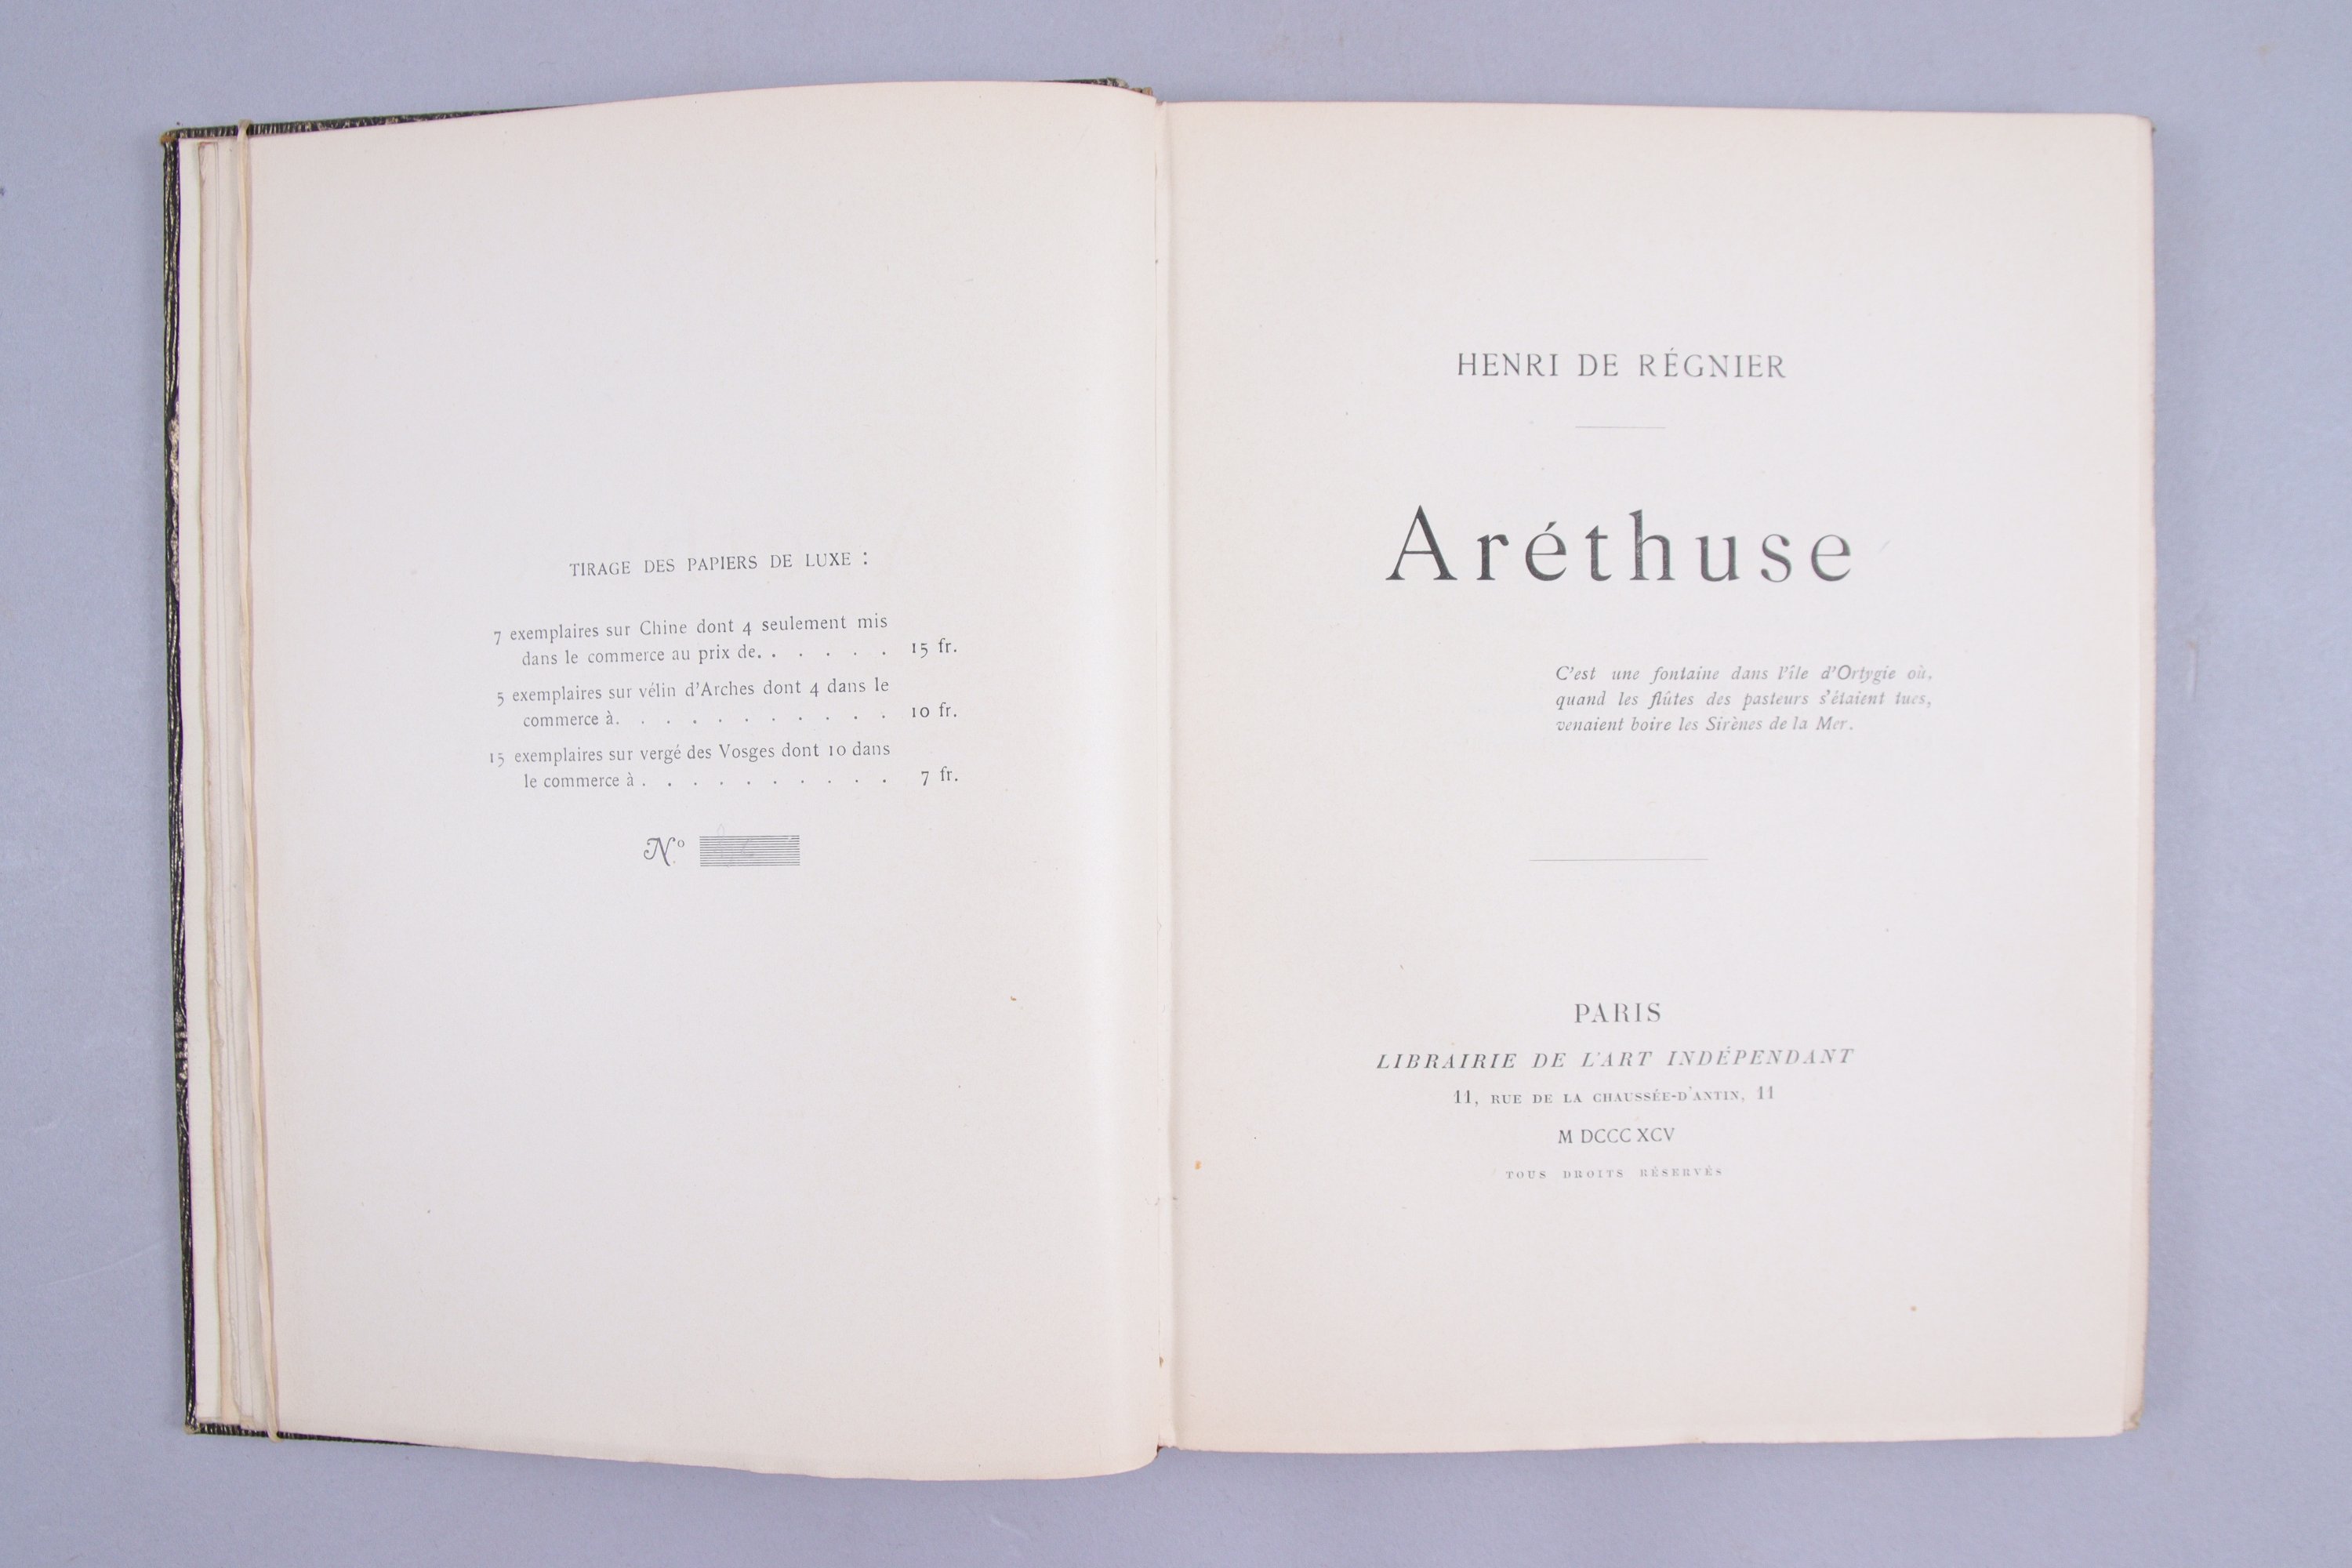 TIRAGE DES PAPIERS DE LUXE :
7 exemplaires sur Chine dont 4 seulement mis
dans le commerce au prix de. . . . . . 15 fr.
5 exemplaires sur vélin d'Arches dont 4 dans le
commerce à. . . . . . . . . . . 10 fr.
15 exemplaires sur vergé des Vosges dont 10 dans
le commerce à . . . . . . . . . . 7 fr.
Nº
HENRI DE RÉGNIER
Aréthuse
C'est une fontaine dans l'île d'Ortygie où,
quand les flûtes des pasteurs s'étaient tues,
venaient boire les Sirènes de la Mer.
PARIS
LIBRAIRIE DE L'ART INDÉPENDANT
11, RUE DE LA CHAUSSÉE-D'ANTIN, 11
M DCCC XCV
TOUS DROITS RÉSERVÉS